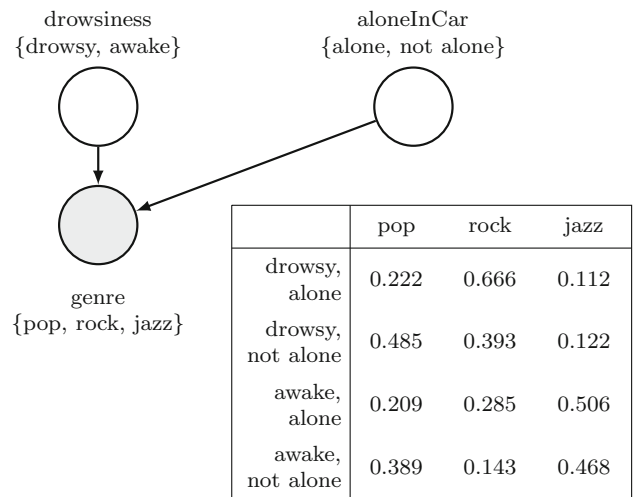 drowsiness
{drowsy, awake}
aloneInCar
{alone, not alone}
genre
{pop, rock, jazz}
pop rock jazz
drowsy,
alone 0.222 0.666 0.112
drowsy,
not alone 0.485 0.393 0.122
awake,
alone 0.209 0.285 0.506
awake,
not alone 0.389 0.143 0.468